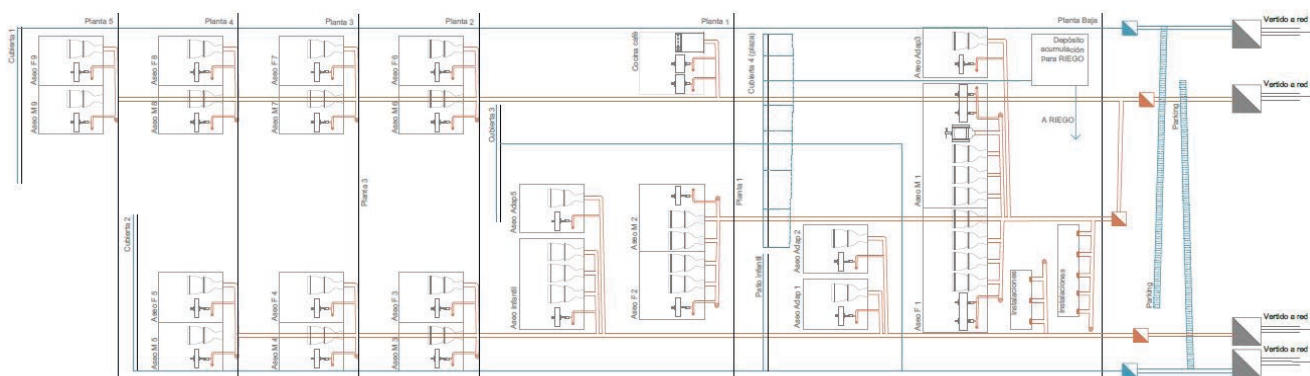 Planta 5
Planta 4
Planta 3
Planta 2
Planta 1
Planta Baja
Vertido a red
Cubierta 1
Aseo F 9
Aseo F 8
Aseo F 7
Aseo F 6
Cocina café
Cubierta 4 (plaza)
Aseo Adap3
Depósito
acumulación
para RIEGO
Vertido a red
Aseo M 9
Aseo M 8
Aseo M 7
Aseo M 6
Cubierta 3
A RIEGO
Parking
Parking
Planta 3
Planta 1
Aseo M 1
Cubierta 2
Aseo Adap5
Aseo M 2
Aseo Adap 2
Aseo F 5
Aseo F 4
Aseo F 3
Aseo Infantil
Aseo F2
Patio Infantil
Aseo Adap 1
Aseo F 1
Instalaciones
Instalaciones
Parking
Vertido a red
Aseo M 5
Aseo M 4
Aseo M 3
Vertido a red